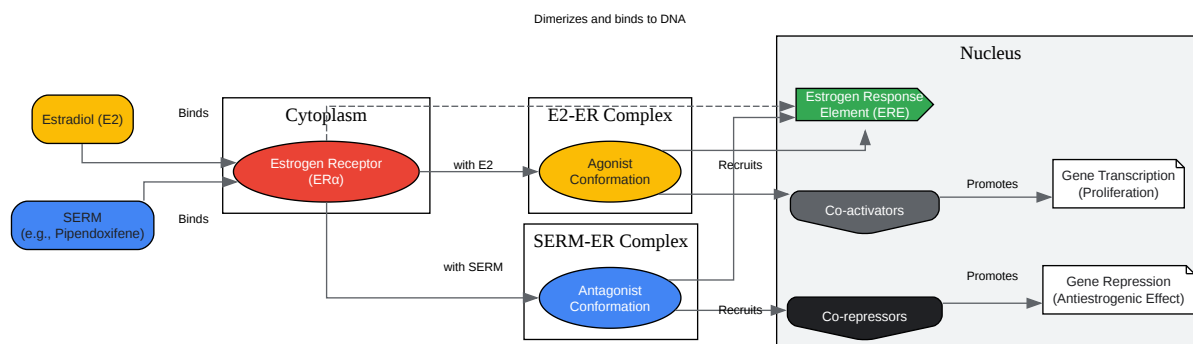 Dimerizes and binds to DNA
Nucleus
Estradiol (E2)
Binds
Cytoplasm
E2-ER Complex
Estrogen Response
Element (ERE)
Estrogen Receptor
(ERα)
with E2
Agonist
Conformation
Recruits
Promotes
Gene Transcription
(Proliferation)
SERM
(e.g., Pipendoxifene)
Binds
Co-activators
SERM-ER Complex
with SERM
Antagonist
Conformation
Recruits
Co-repressors
Promotes
Gene Repression
(Antiestrogenic Effect)